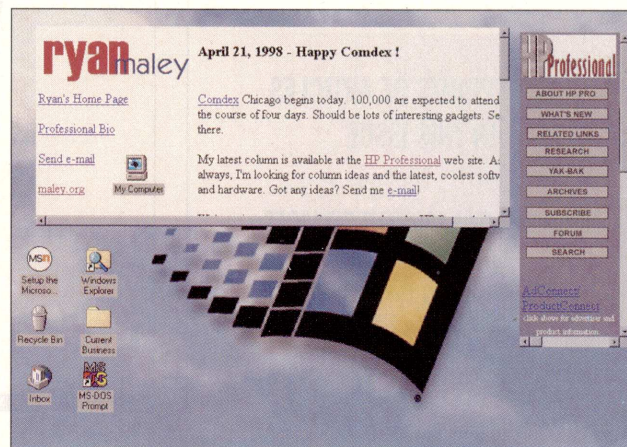 ryanmaley
April 21, 1998 - Happy Comdex !
Ryan's Home Page
Professional Bio
Send e-mail
maley.org
My Computer
Comdex Chicago begins today. 100,000 are expected to attend
the course of four days. Should be lots of interesting gadgets. Se
there.
My latest column is available at the HP Professional web site. As
always, I'm looking for column ideas and the latest, coolest softw
and hardware. Got any ideas? Send me e-mail!
HP Professional
ABOUT HP PRO
WHAT'S NEW
RELATED LINKS
RESEARCH
YAK-BAK
ARCHIVES
SUBSCRIBE
FORUM
SEARCH
AdConnect/
ProductConnect
click above for advertiser and
product information.
msn
Setup the
Microso...
Windows
Explorer
Recycle Bin
Current
Business
Inbox
MS-DOS
Prompt